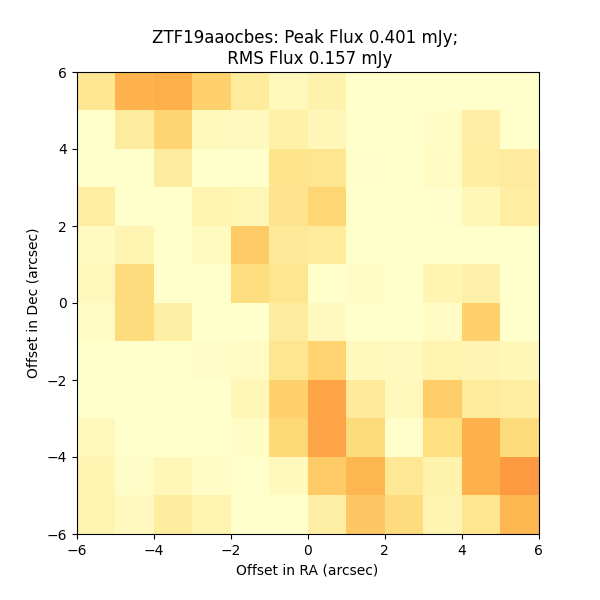 ZTF19aaocbes: Peak Flux 0.401 mJy;
RMS Flux 0.157 mJy
6
4
2
0
−2
−4
−6
Offset in Dec (arcsec)
−6 −4 −2 0 2 4 6
Offset in RA (arcsec)